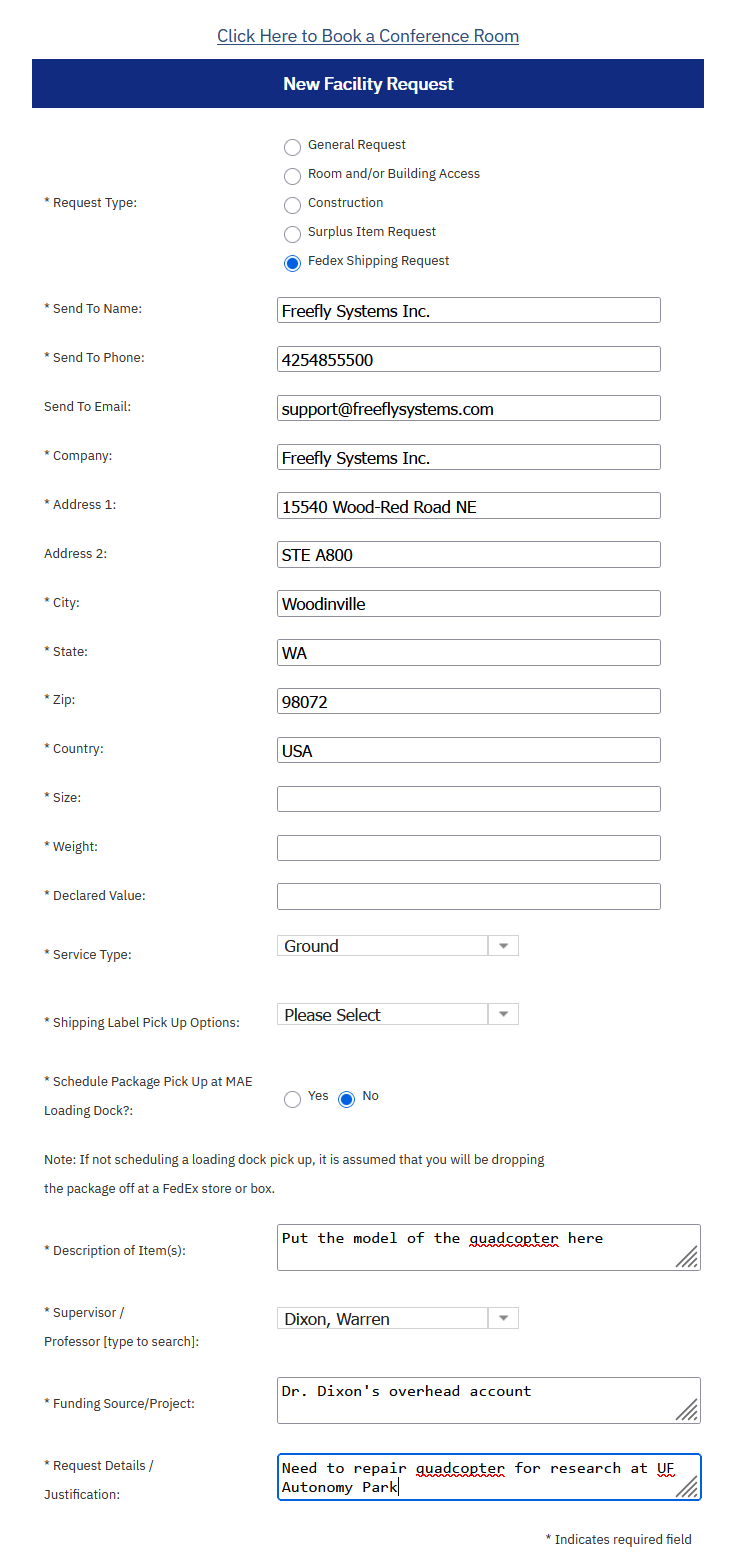 Click Here to Book a Conference Room
New Facility Request
* Request Type:
General Request
Room and/or Building Access
Construction
Surplus Item Request
Fedex Shipping Request
* Send To Name:
Freefly Systems Inc.
* Send To Phone:
4254855500
Send To Email:
support@freeflysystems.com
* Company:
Freefly Systems Inc.
* Address 1:
15540 Wood-Red Road NE
Address 2:
STE A800
* City:
Woodinville
* State:
WA
* Zip:
98072
* Country:
USA
* Size:
* Weight:
* Declared Value:
* Service Type:
Ground
* Shipping Label Pick Up Options:
Please Select
* Schedule Package Pick Up at MAE
Loading Dock?:
Yes No
Note: If not scheduling a loading dock pick up, it is assumed that you will be dropping
the package off at a FedEx store or box.
* Description of Item(s):
Put the model of the quadcopter here
* Supervisor /
Professor [type to search]:
Dixon, Warren
* Funding Source/Project:
Dr. Dixon's overhead account
* Request Details /
Justification:
Need to repair quadcopter for research at UF
Autonomy Park
* Indicates required field